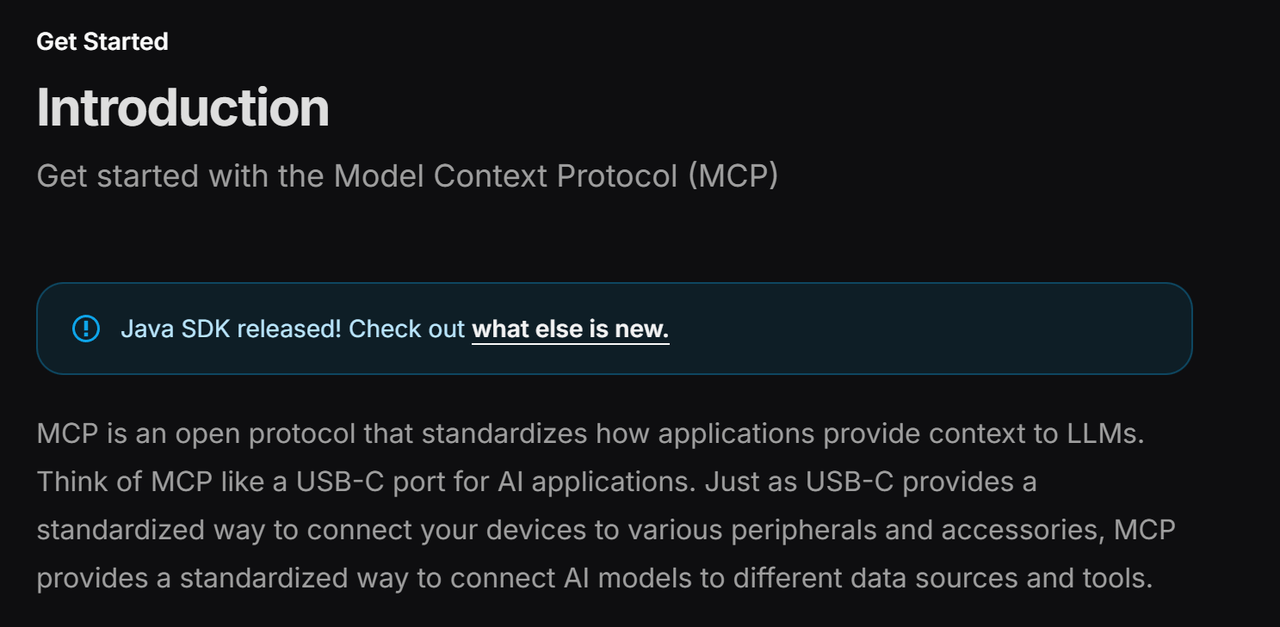 Get Started
Introduction
Get started with the Model Context Protocol (MCP)
Java SDK released! Check out what else is new.
MCP is an open protocol that standardizes how applications provide context to LLMs.
Think of MCP like a USB-C port for AI applications. Just as USB-C provides a
standardized way to connect your devices to various peripherals and accessories, MCP
provides a standardized way to connect AI models to different data sources and tools.